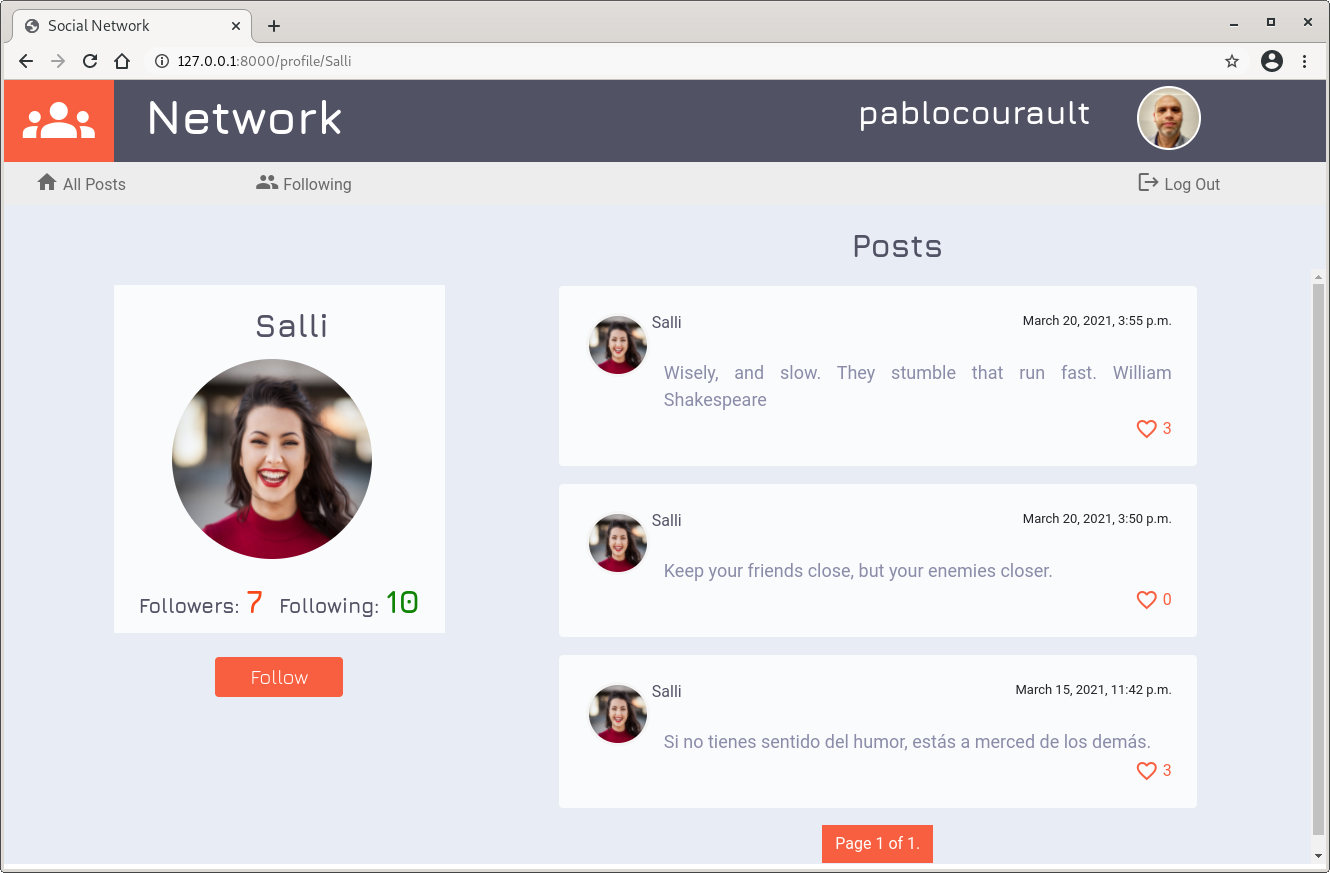 Social Network
127.0.0.1:8000/profile/Salli
Network
pablocourault
All Posts
Following
Log Out
Salli
Followers: 7 Following: 10
Follow
Posts
Salli
March 20, 2021, 3:55 p.m.
Wisely, and slow. They stumble that run fast. William
Shakespeare
3
Salli
March 20, 2021, 3:50 p.m.
Keep your friends close, but your enemies closer.
0
Salli
March 15, 2021, 11:42 p.m.
Si no tienes sentido del humor, estás a merced de los demás.
3
Page 1 of 1.